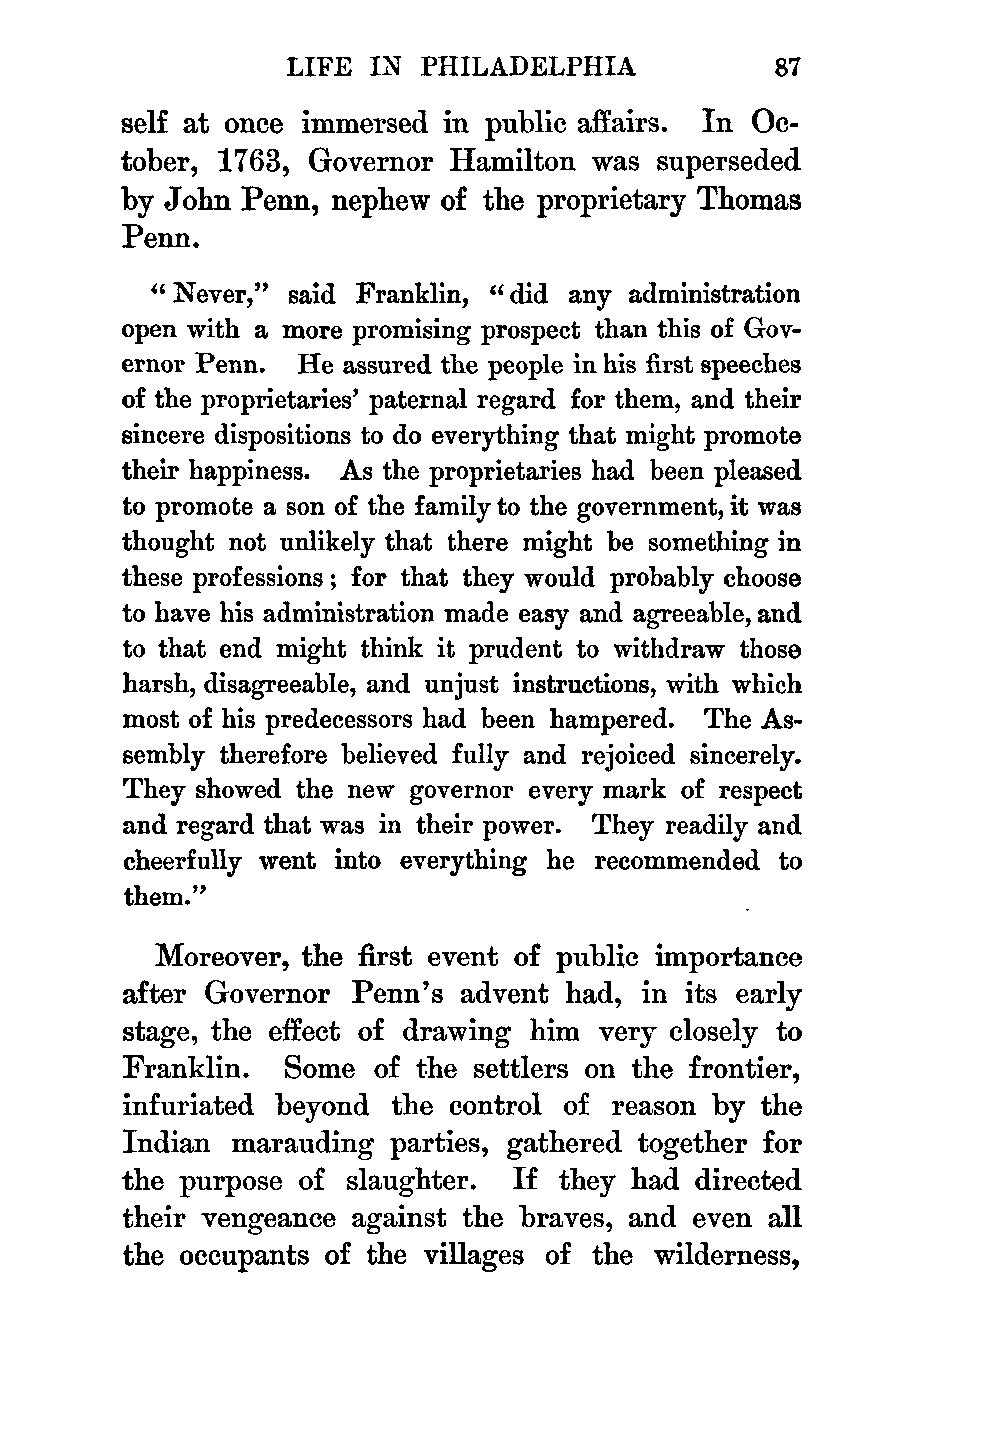 LIFE IN PHILADELPHIA 87
self at once immersed in public affairs. In Oc-
tober, 1763, Governor Hamilton was superseded
by John Penn, nephew of the proprietary Thomas
Penn.
“Never,” said Franklin, “did any administration
open with a more promising prospect than this of Gov-
ernor Penn. He assured the people in his first speeches
of the proprietaries’ paternal regard for them, and their
sincere dispositions to do everything that might promote
their happiness. As the proprietaries had been pleased
to promote a son of the family to the government, it was
thought not unlikely that there might be something in
these professions; for that they would probably choose
to have his administration made easy and agreeable, and
to that end might think it prudent to withdraw those
harsh, disagreeable, and unjust instructions, with which
most of his predecessors had been hampered. The As-
sembly therefore believed fully and rejoiced sincerely.
They showed the new governor every mark of respect
and regard that was in their power. They readily and
cheerfully went into everything he recommended to
them.”
Moreover, the first event of public importance
after Governor Penn’s advent had, in its early
stage, the effect of drawing him very closely to
Franklin. Some of the settlers on the frontier,
infuriated beyond the control of reason by the
Indian marauding parties, gathered together for
the purpose of slaughter. If they had directed
their vengeance against the braves, and even all
the occupants of the villages of the wilderness,